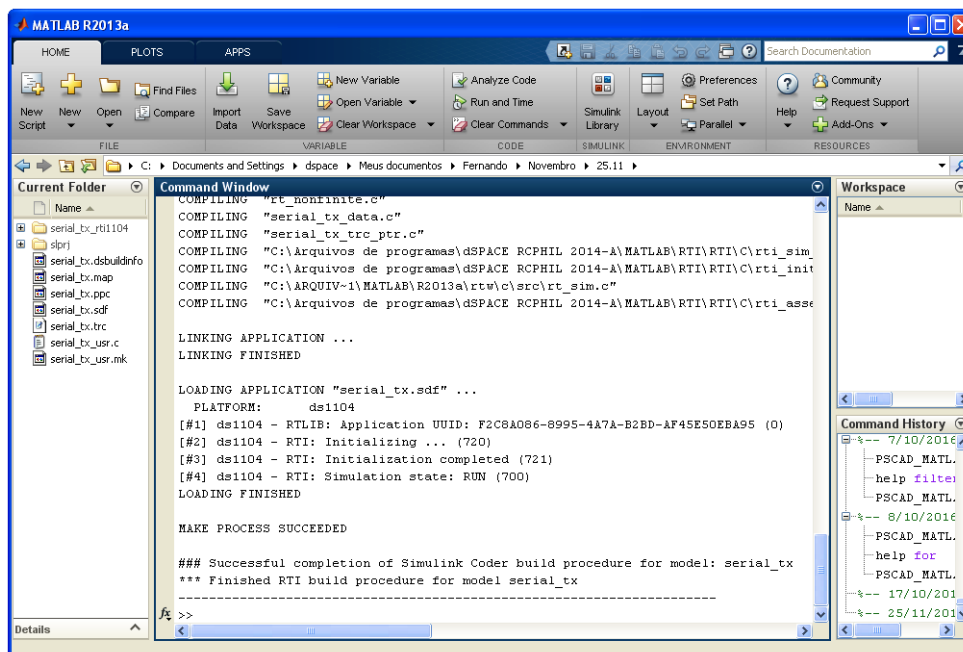 MATLAB R2013a
HOME PLOTS APPS
Search Documentation
New Script
New
Open
Find Files
Compare
FILE
Import Data
Save Workspace
New Variable
Open Variable
Clear Workspace
VARIABLE
Analyze Code
Run and Time
Clear Commands
CODE
Simulink Library
SIMULINK
Layout
Preferences
Set Path
Parallel
ENVIRONMENT
Help
Community
Request Support
Add-Ons
RESOURCES
C: Documents and Settings dspace Meus documentos Fernando Novembro 25.11
Current Folder
Name
serial_tx_rti1104
slprj
serial_tx.dsbuildinfo
serial_tx.map
serial_tx.ppc
serial_tx.sdf
serial_tx.trc
serial_tx_usr.c
serial_tx_usr.mk
Details
Command Window
COMPILING "rt_nonfinite.c"
COMPILING "serial_tx_data.c"
COMPILING "serial_tx_trc_ptr.c"
COMPILING "C:\Arquivos de programas\dSPACE RCPHIL 2014-A\MATLAB\RTI\RTI\C\rti_sim_
COMPILING "C:\Arquivos de programas\dSPACE RCPHIL 2014-A\MATLAB\RTI\RTI\C\rti_init
COMPILING "C:\ARQUIV~1\MATLAB\R2013a\rtw\c\src\rt_sim.c"
COMPILING "C:\Arquivos de programas\dSPACE RCPHIL 2014-A\MATLAB\RTI\RTI\C\rti_asse
LINKING APPLICATION ...
LINKING FINISHED
LOADING APPLICATION "serial_tx.sdf" ...
PLATFORM: ds1104
[#1] ds1104 - RTLIB: Application UUID: F2C8A086-8995-4A7A-B2BD-AF45E50EBA95 (0)
[#2] ds1104 - RTI: Initializing ... (720)
[#3] ds1104 - RTI: Initialization completed (721)
[#4] ds1104 - RTI: Simulation state: RUN (700)
LOADING FINISHED
MAKE PROCESS SUCCEEDED
### Successful completion of Simulink Coder build procedure for model: serial_tx
*** Finished RTI build procedure for model serial_tx
--------------------------------------------------------------------------
fx >>
Workspace
Name
Command History
%-- 7/10/2016
PSCAD_MATL
help filter
PSCAD_MATL
%-- 8/10/2016
PSCAD_MATL
help for
PSCAD_MATL
%-- 17/10/201
%-- 25/11/201